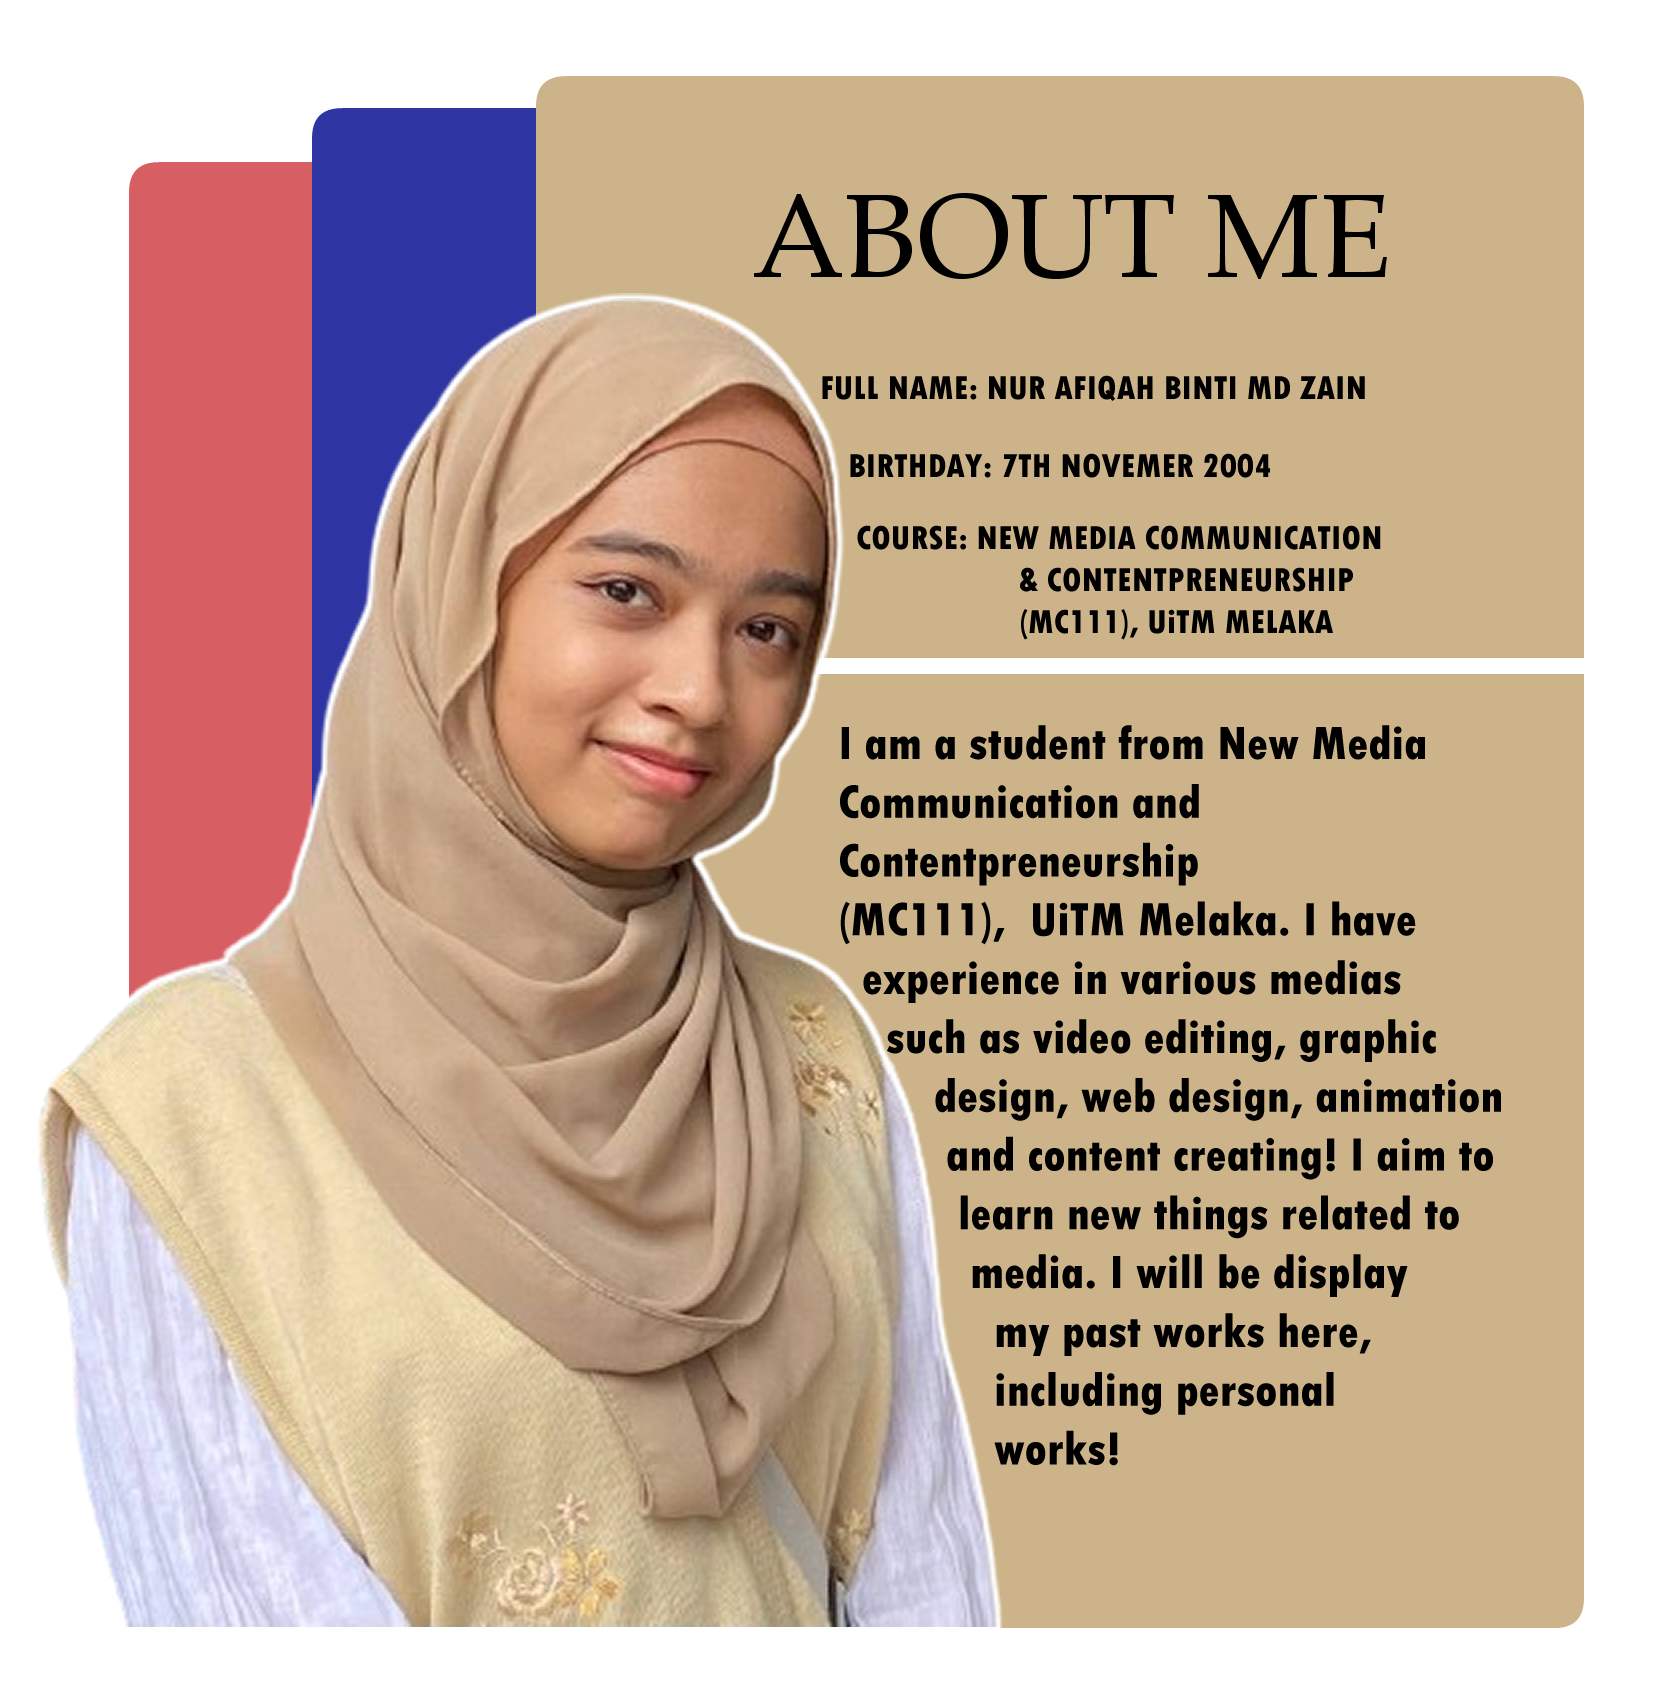 ABOUT ME
FULL NAME: NUR AFIQAH BINTI MD ZAIN
BIRTHDAY: 7TH NOVEMER 2004
COURSE: NEW MEDIA COMMUNICATION
& CONTENTPRENEURSHIP
(MC111), UiTM MELAKA
I am a student from New Media
Communication and
Contentpreneurship
(MC111), UiTM Melaka. I have
experience in various medias
such as video editing, graphic
design, web design, animation
and content creating! I aim to
learn new things related to
media. I will be display
my past works here,
including personal
works!